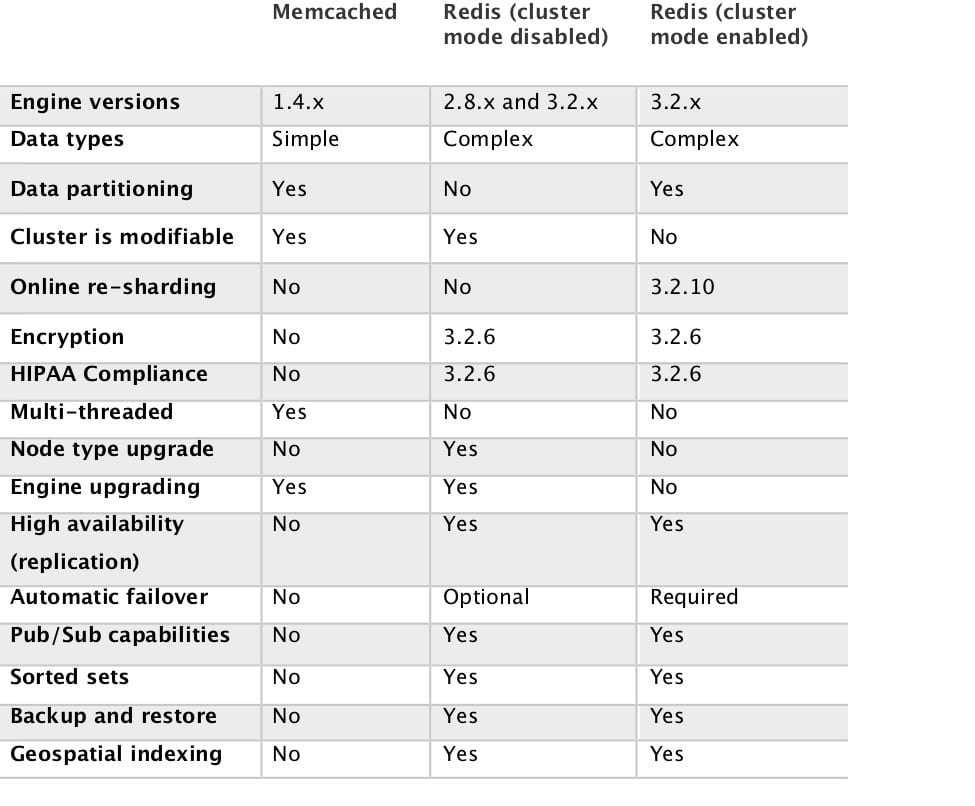 Memcached Redis (cluster Redis (cluster
mode disabled) mode enabled)
Engine versions 1.4.x 2.8.x and 3.2.x 3.2.x
Data types Simple Complex Complex
Data partitioning Yes No Yes
Cluster is modifiable Yes Yes No
Online re-sharding No No 3.2.10
Encryption No 3.2.6 3.2.6
HIPAA Compliance No 3.2.6 3.2.6
Multi-threaded Yes No No
Node type upgrade No Yes No
Engine upgrading Yes Yes No
High availability No Yes Yes
(replication)
Automatic failover No Optional Required
Pub/Sub capabilities No Yes Yes
Sorted sets No Yes Yes
Backup and restore No Yes Yes
Geospatial indexing No Yes Yes